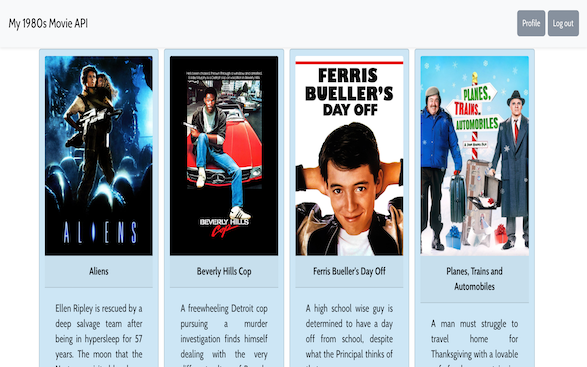 My 1980s Movie API
Profile
Log out
ALIENS
BEVERLY HILLS
Cop
FERRIS
BUELLER'S
DAY OFF
PLANES,
TRAINS AND
AUTOMOBILES
Aliens
Beverly Hills Cop
Ferris Bueller's Day Off
Planes, Trains and
Automobiles
Ellen Ripley is rescued by a
deep salvage team after
being in hypersleep for 57
years. The moon that the
A freewheeling Detroit cop
pursuing a murder
investigation finds himself
dealing with the very
A high school wise guy is
determined to have a day
off from school, despite
what the Principal thinks of
A man must struggle to
travel home for
Thanksgiving with a lovable